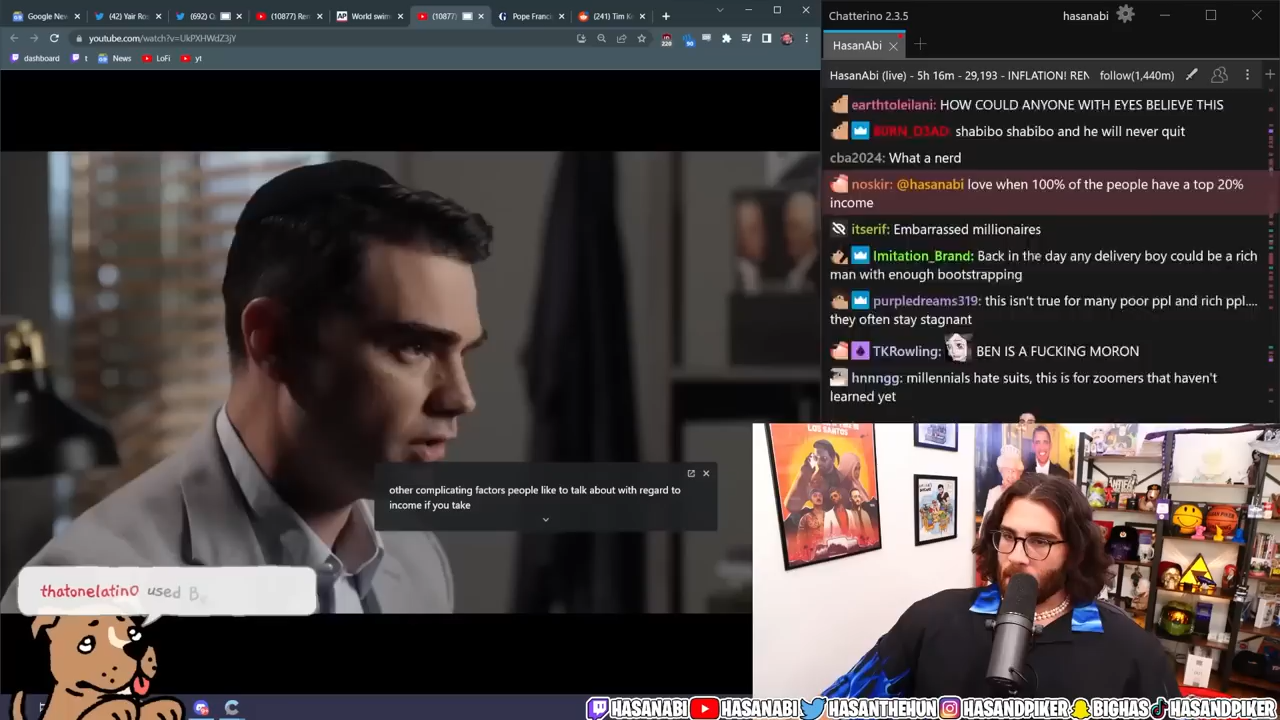 Google Nev
(42) Yair Ros
(692) Q
(10877) Rer
World swim
(10877)
Pope Franc
(241) Tim K
youtube.com/watch?v=UkPXHWdZ3jY
dashboard
t
News
LoFi
yt
other complicating factors people like to talk about with regard to
income if you take
thatonelatin0 used B
Chatterino 2.3.5
hasanabi
HasanAbi
HasanAbi (live) - 5h 16m - 29,193 - INFLATION! REN
follow(1,440m)
earthtoleilani: HOW COULD ANYONE WITH EYES BELIEVE THIS
BURN_D3AD: shabibo shabibo and he will never quit
cba2024: What a nerd
noskir: @hasanabi love when 100% of the people have a top 20%
income
itserif: Embarrassed millionaires
Imitation_Brand: Back in the day any delivery boy could be a rich
man with enough bootstrapping
purpledreams319: this isn't true for many poor ppl and rich ppl....
they often stay stagnant
TKRowling: BEN IS A FUCKING MORON
hnnngg: millennials hate suits, this is for zoomers that haven't
learned yet
LOS SANTOS
HASANABI HASANABI HASANTHEHUN HASANDPIKER BIGHAS HASANDPIKER